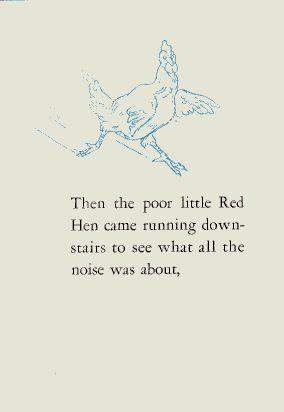 Then the poor little Red
Hen came running down-
stairs to see what all the
noise was about,